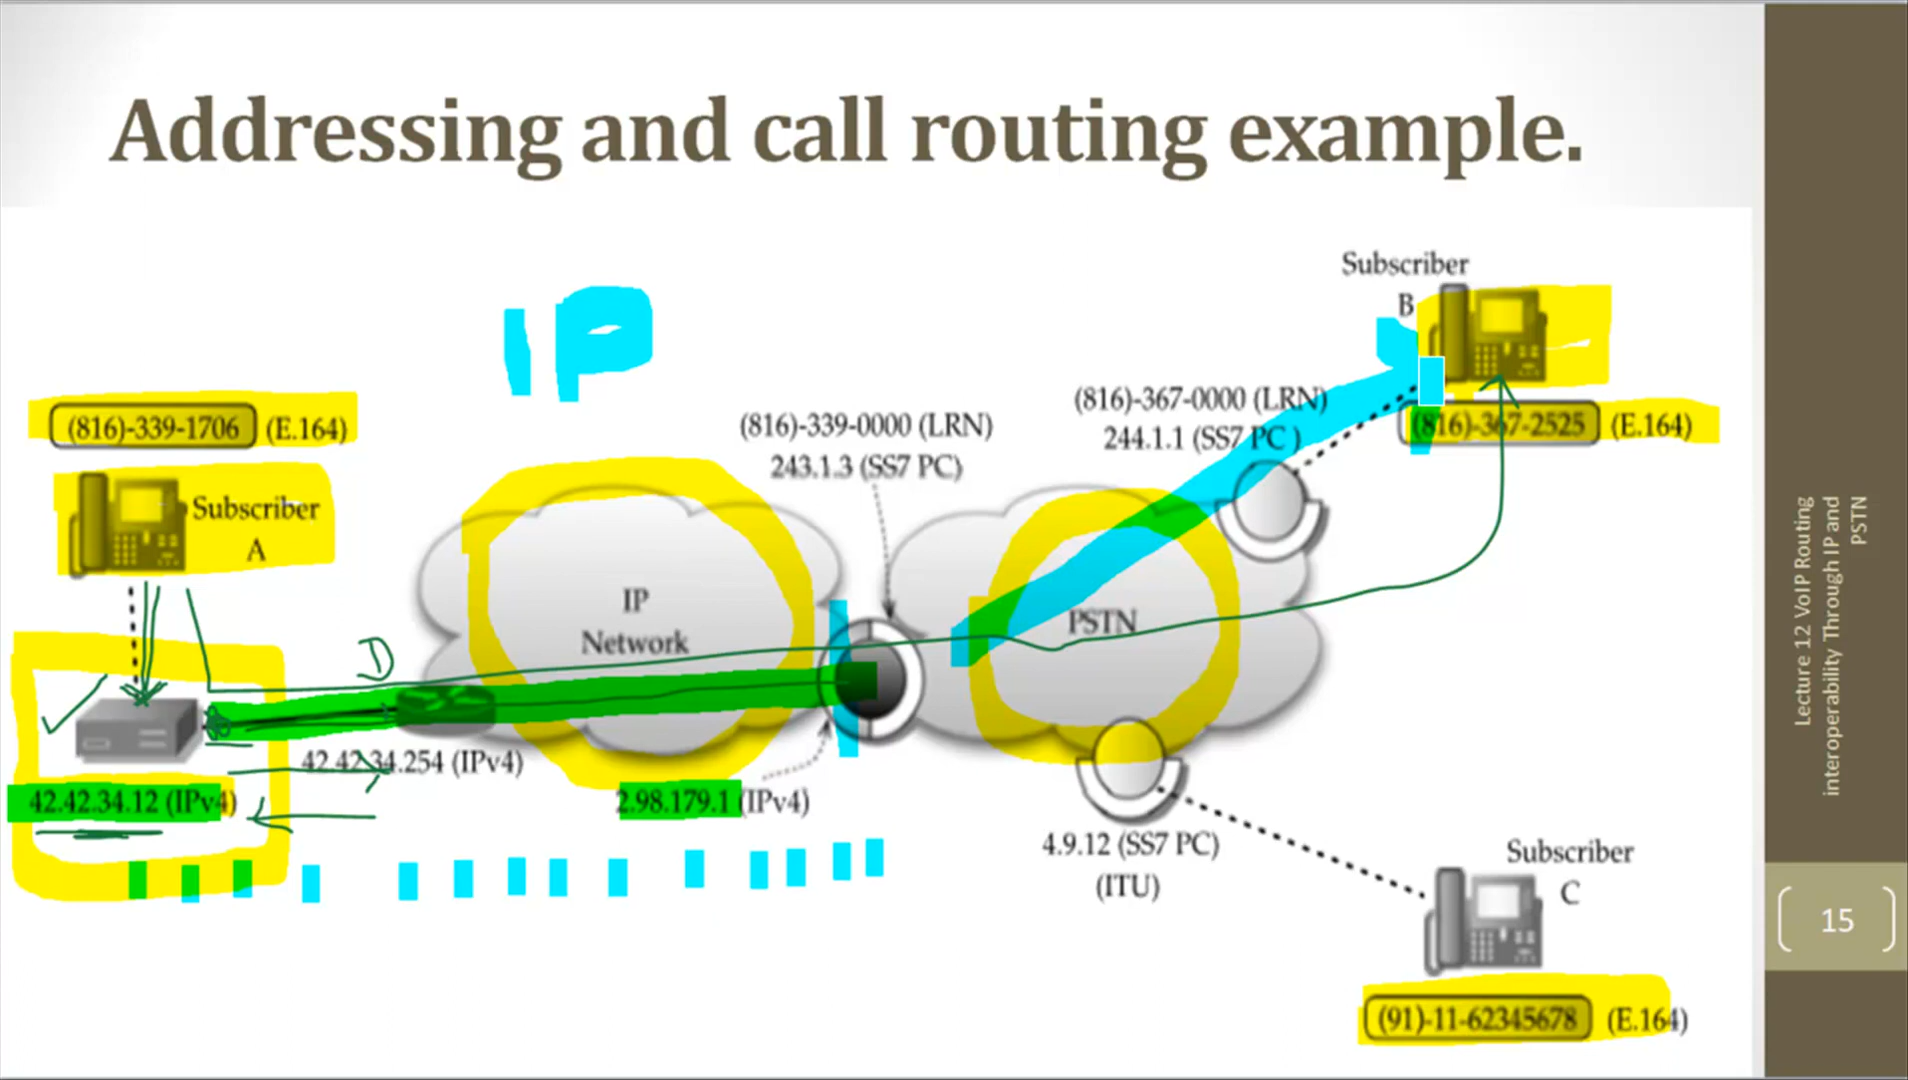 Addressing and call routing example.
Subscriber
B
IP
(816)-367-0000 (LRN)
244.1.1 (SS7 PC )
(816)-339-1706 (E.164)
(816)-339-0000 (LRN)
243.1.3 (SS7 PC)
(816)-367-2525 (E.164)
Subscriber
A
IP
Network
PSTN
D
42.42.34.254 (IPv4)
42.42.34.12 (IPv4)
2.98.179.1 (IPv4)
4.9.12 (SS7 PC)
(ITU)
Subscriber
C
(91)-11-62345678 (E.164)
Lecture 12 VoIP Routing
interoperability Through IP and
PSTN
15